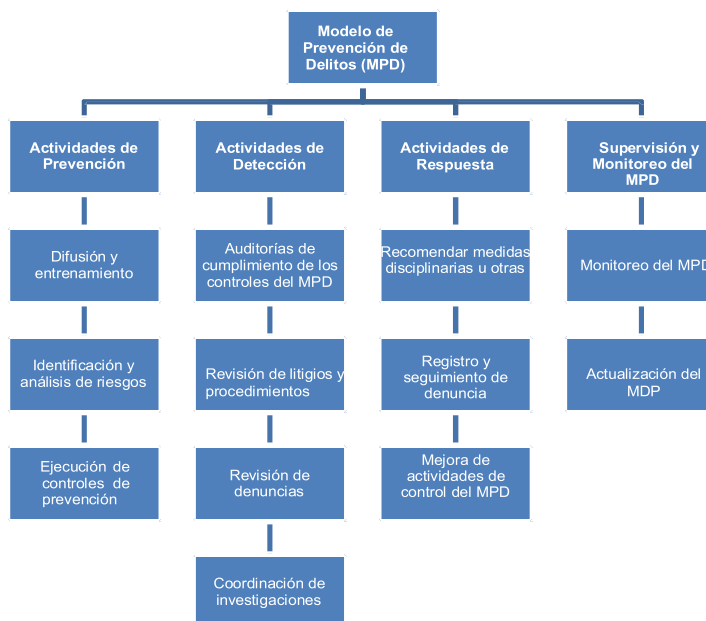 Modelo de
Prevención de
Delitos (MPD)
Actividades de
Prevención
Difusión y
entrenamiento
Identificación y
análisis de riesgos
Ejecución de
controles de
prevención
Actividades de
Detección
Auditorías de
cumplimiento de los
controles del MPD
Revisión de litigios y
procedimientos
Revisión de
denuncias
Coordinación de
investigaciones
Actividades de
Respuesta
Recomendar medidas
disciplinarias u otras
Registro y
seguimiento de
denuncia
Mejora de
actividades de
control del MPD
Supervisión y
Monitoreo del
MPD
Monitoreo del MPD
Actualización del
MDP